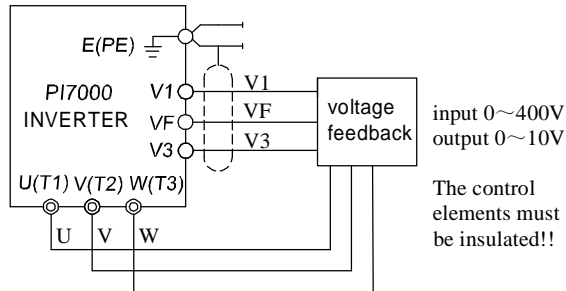 E(PE)
PI7000
INVERTER
V1
VF
V3
V1
VF
V3
voltage
feedback
input 0～400V
output 0～10V
The control
elements must
be insulated!!
U(T1) V(T2) W(T3)
U V W